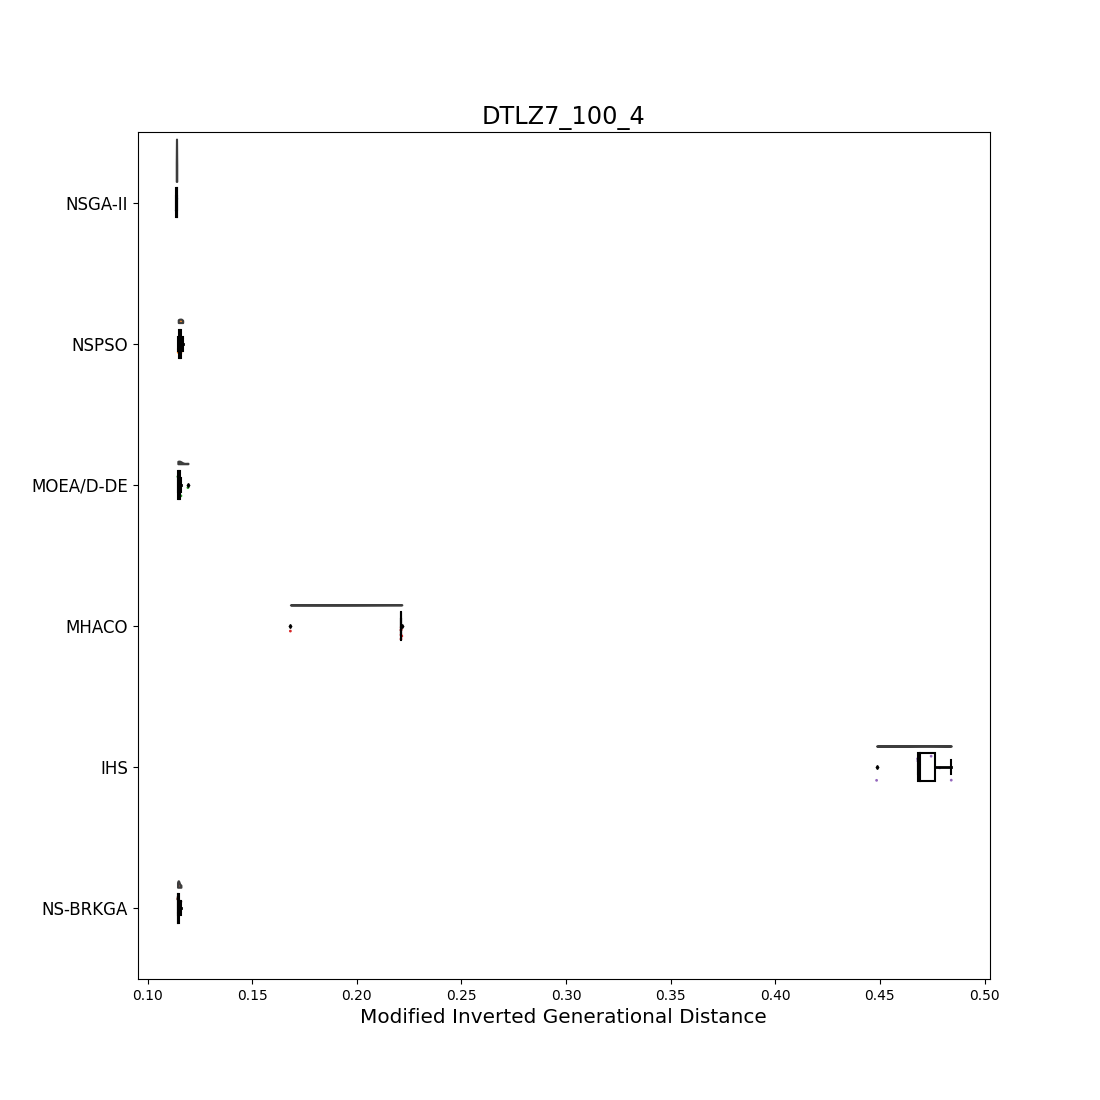 DTLZ7_100_4
NSGA-II
NSPSO
MOEA/D-DE
MHACO
IHS
NS-BRKGA
0.10 0.15 0.20 0.25 0.30 0.35 0.40 0.45 0.50
Modified Inverted Generational Distance